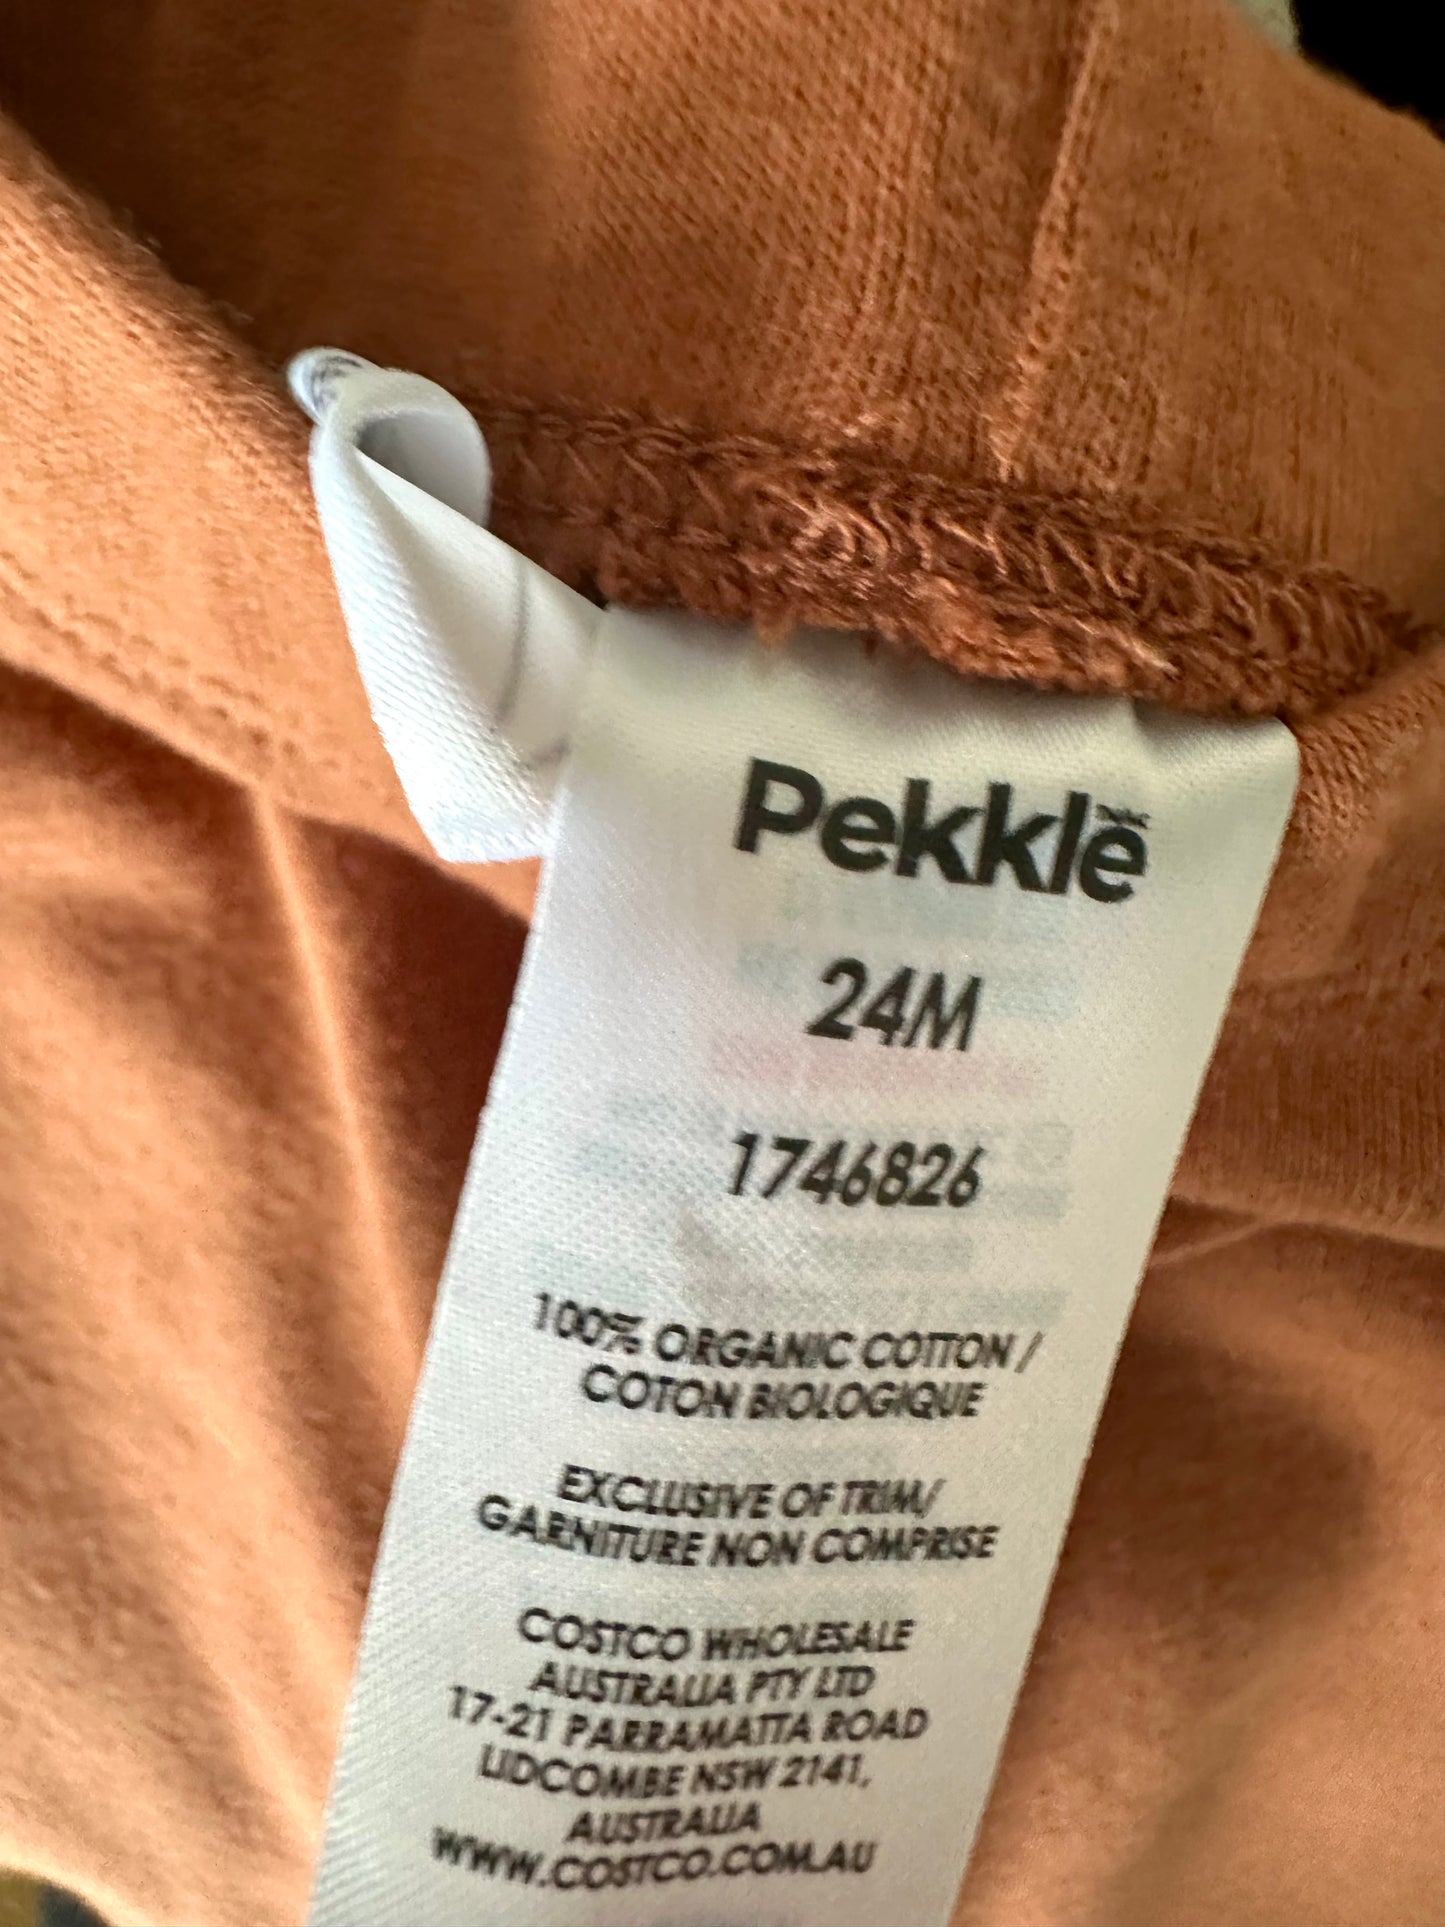 Pekkle
24M
1746826
100% ORGANIC COTTON /
COTON BIOLOGIQUE
EXCLUSIVE OF TRIM/
GARNITURE NON COMPRISE
COSTCO WHOLESALE
AUSTRALIA PTY LTD
17-21 PARRAMATTA ROAD
LIDCOMBE NSW 2141,
AUSTRALIA
WWW.COSTCO.COM.AU